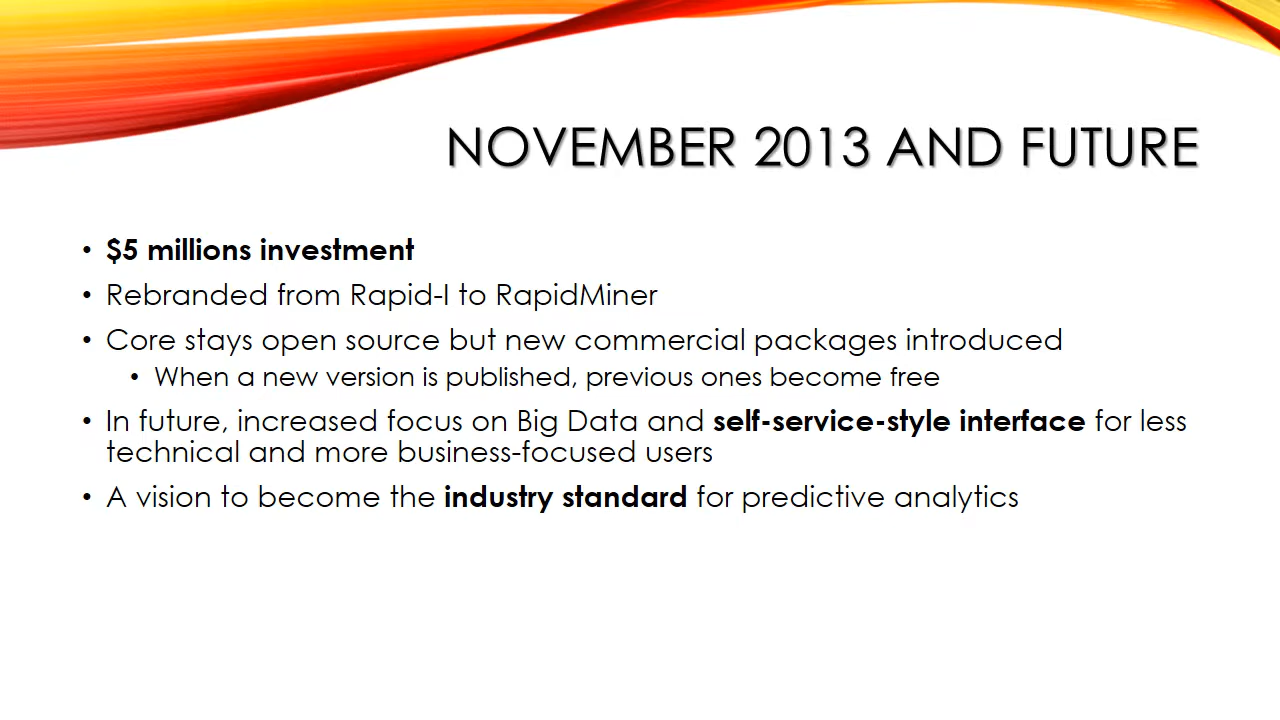 NOVEMBER 2013 AND FUTURE
• $5 millions investment
• Rebranded from Rapid-I to RapidMiner
• Core stays open source but new commercial packages introduced
• When a new version is published, previous ones become free
• In future, increased focus on Big Data and self-service-style interface for less
technical and more business-focused users
• A vision to become the industry standard for predictive analytics